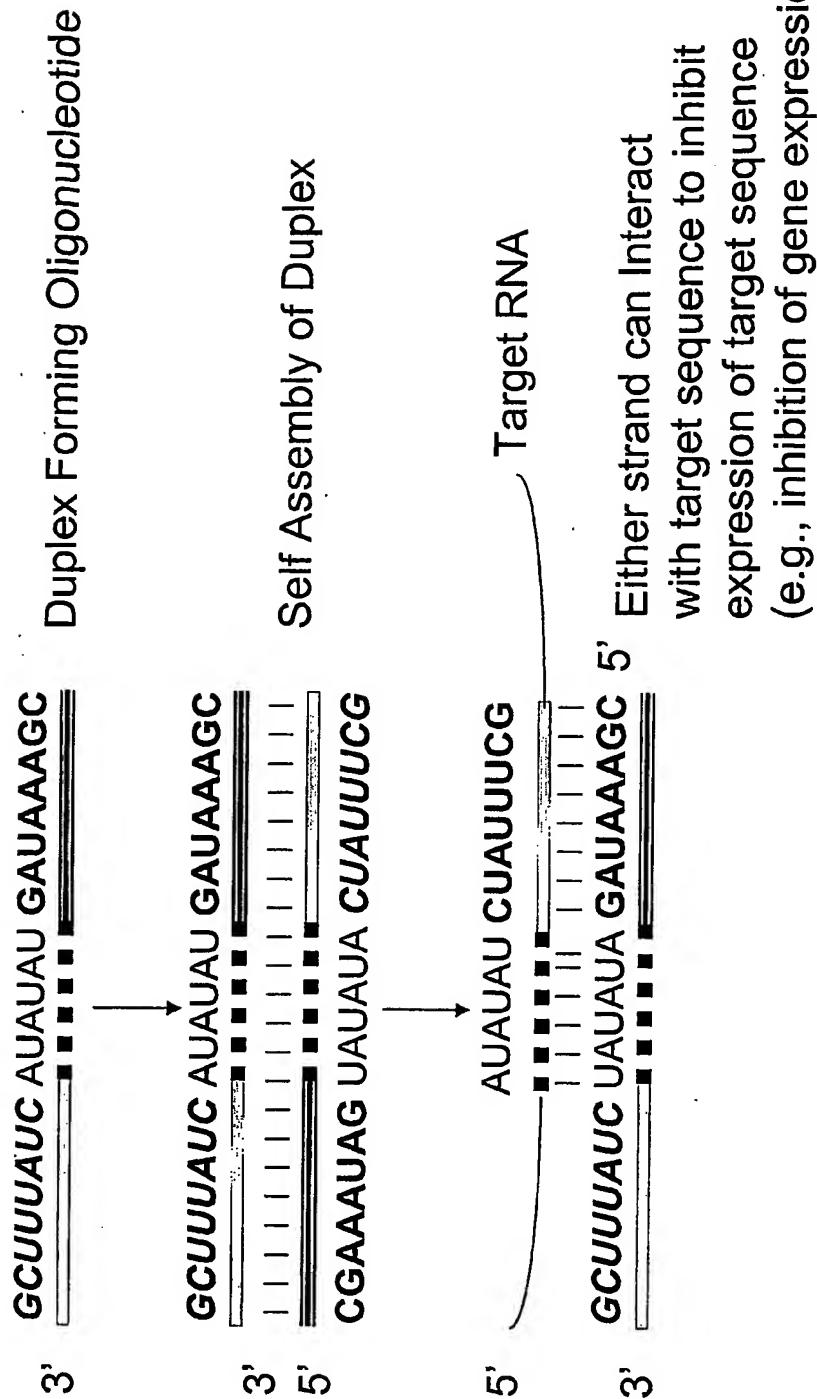 GCUUUAUC AUAUAU GAUAAAGC
3'
Duplex Forming Oligonucleotide
GCUUUAUC AUAUAU GAUAAAGC
3'
5'
Self Assembly of Duplex
CGAAAUAG UAUAUA CUAUUUCG
AUAUAU CUAUUUCG
5'
Target RNA
GCUUUAUC UAUAUA GAUAAAGC 5'
3'
Either strand can Interact
with target sequence to inhibit
expression of target sequence
(e.g., inhibition of gene expressio